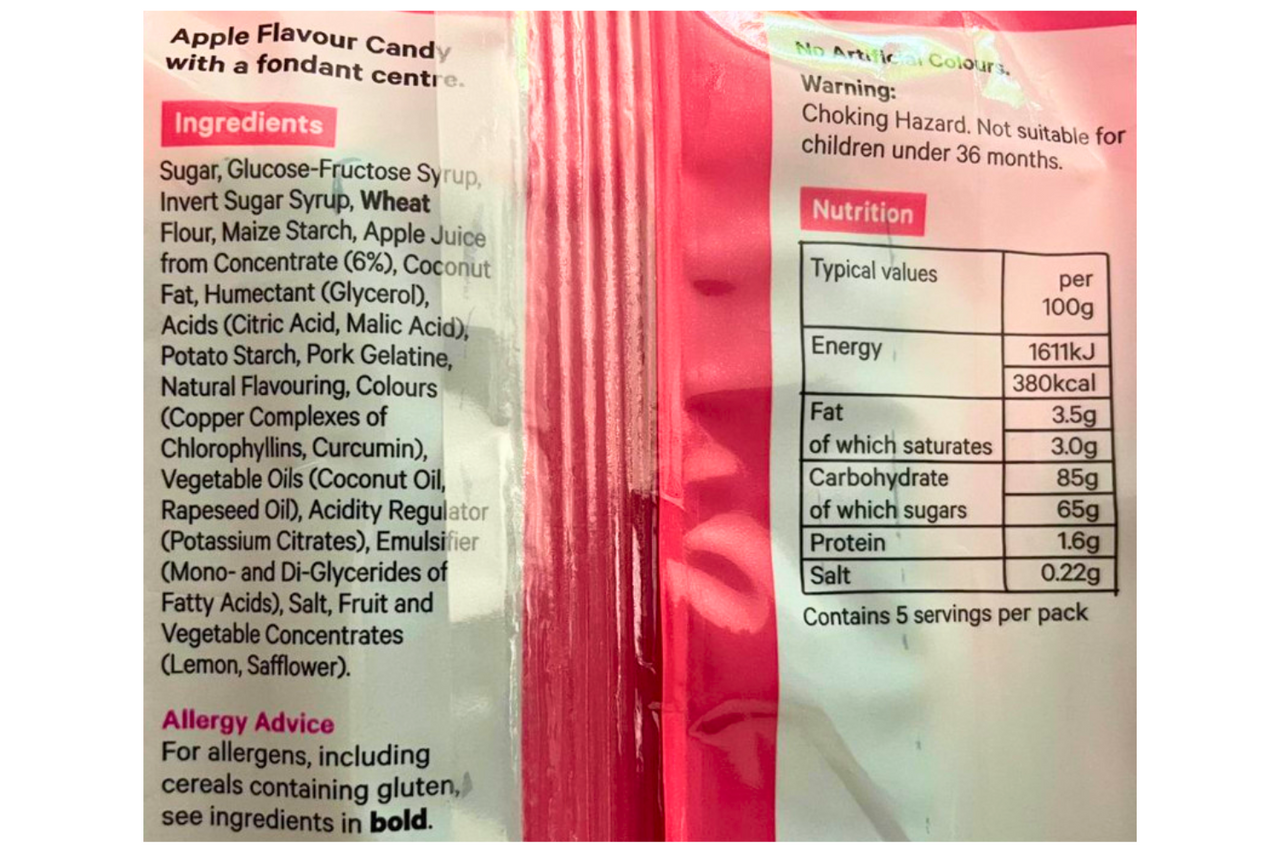 Apple Flavour Candy
with a fondant centre.
Ingredients
Sugar, Glucose-Fructose Syrup,
Invert Sugar Syrup, Wheat
Flour, Maize Starch, Apple Juice
from Concentrate (6%), Coconut
Fat, Humectant (Glycerol),
Acids (Citric Acid, Malic Acid),
Potato Starch, Pork Gelatine,
Natural Flavouring, Colours
(Copper Complexes of
Chlorophyllins, Curcumin),
Vegetable Oils (Coconut Oil,
Rapeseed Oil), Acidity Regulator
(Potassium Citrates), Emulsifier
(Mono- and Di-Glycerides of
Fatty Acids), Salt, Fruit and
Vegetable Concentrates
(Lemon, Safflower).
Allergy Advice
For allergens, including
cereals containing gluten,
see ingredients in bold.
No Artificial Colours.
Warning:
Choking Hazard. Not suitable for
children under 36 months.
Nutrition
Typical values per
100g
Energy 1611kJ
380kcal
Fat 3.5g
of which saturates 3.0g
Carbohydrate 85g
of which sugars 65g
Protein 1.6g
Salt 0.22g
Contains 5 servings per pack